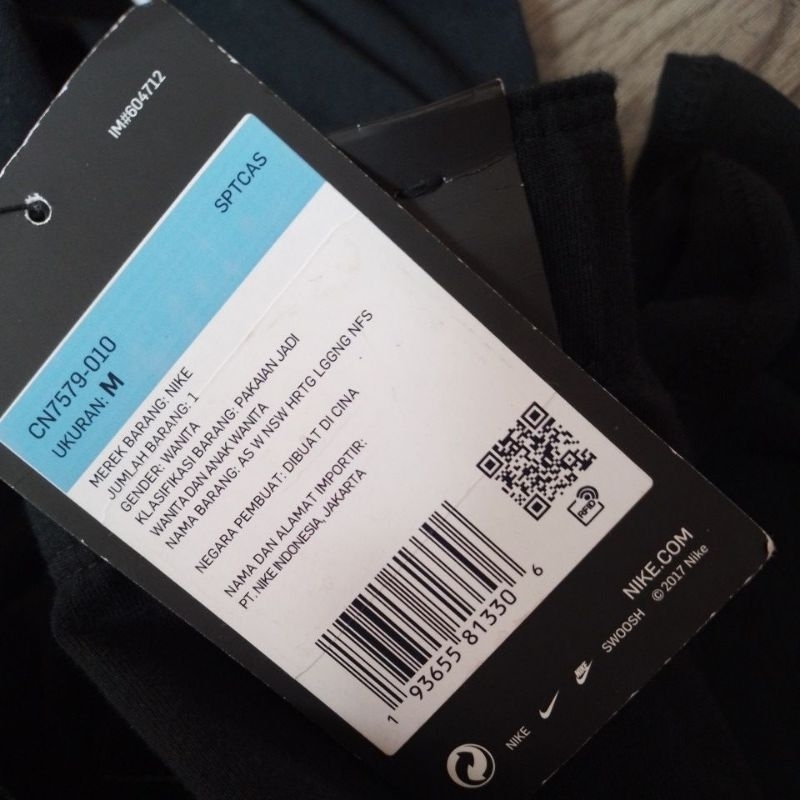 IM#604712
SPTCAS
CN7579-010
UKURAN: M
MEREK BARANG: NIKE
JUMLAH BARANG: 1
GENDER: WANITA
KLASIFIKASI BARANG: PAKAIAN JADI
WANITA DAN ANAK WANITA
NAMA BARANG: AS W NSW HRTG LGGNG NFS
NEGARA PEMBUAT: DIBUAT DI CINA
NAMA DAN ALAMAT IMPORTIR:
PT. NIKE INDONESIA, JAKARTA
RFID
1 93655 81330 6
NIKE.COM
NIKE NIKE SWOOSH © 2017 Nike